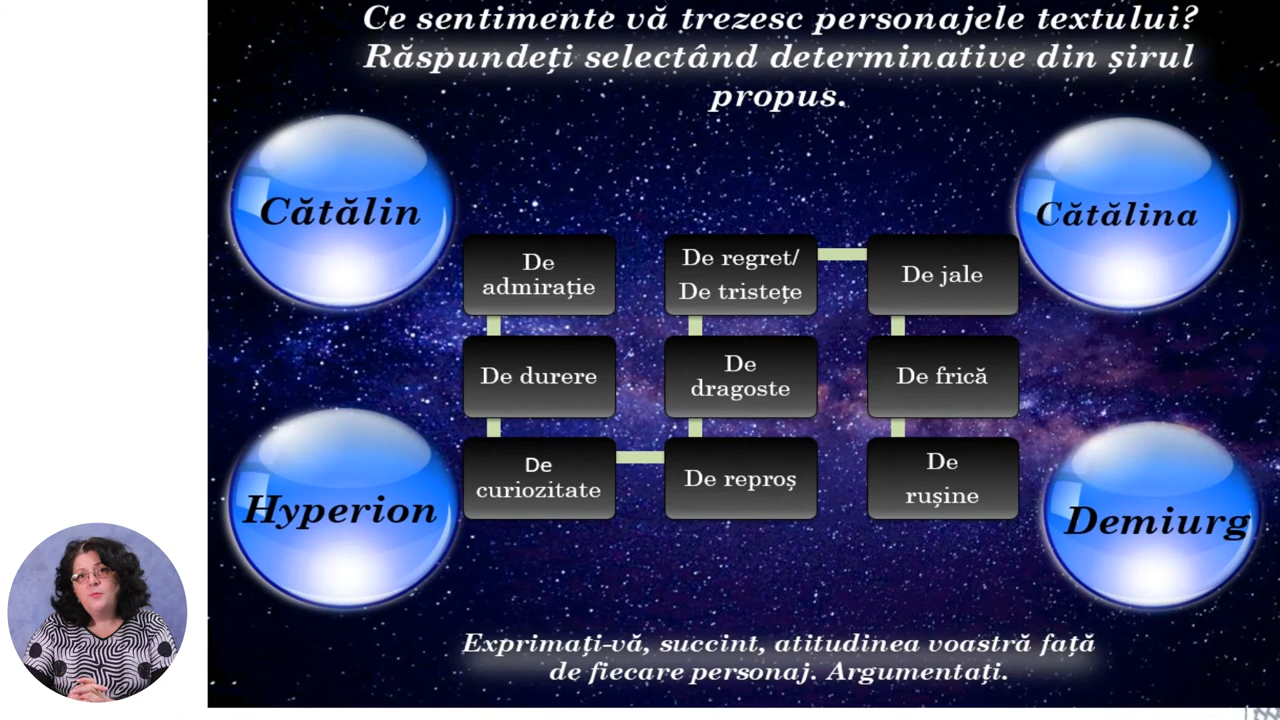 Ce sentimente vă trezesc personajele textului?
Răspundeți selectând determinative din șirul
propus.
Cătălin
Cătălina
De
admirație
De regret/
De tristețe
De jale
De durere
De
dragoste
De frică
De
curiozitate
De reproș
De
rușine
Hyperion
Demiurg
Exprimați-vă, succint, atitudinea voastră față
de fiecare personaj. Argumentați.